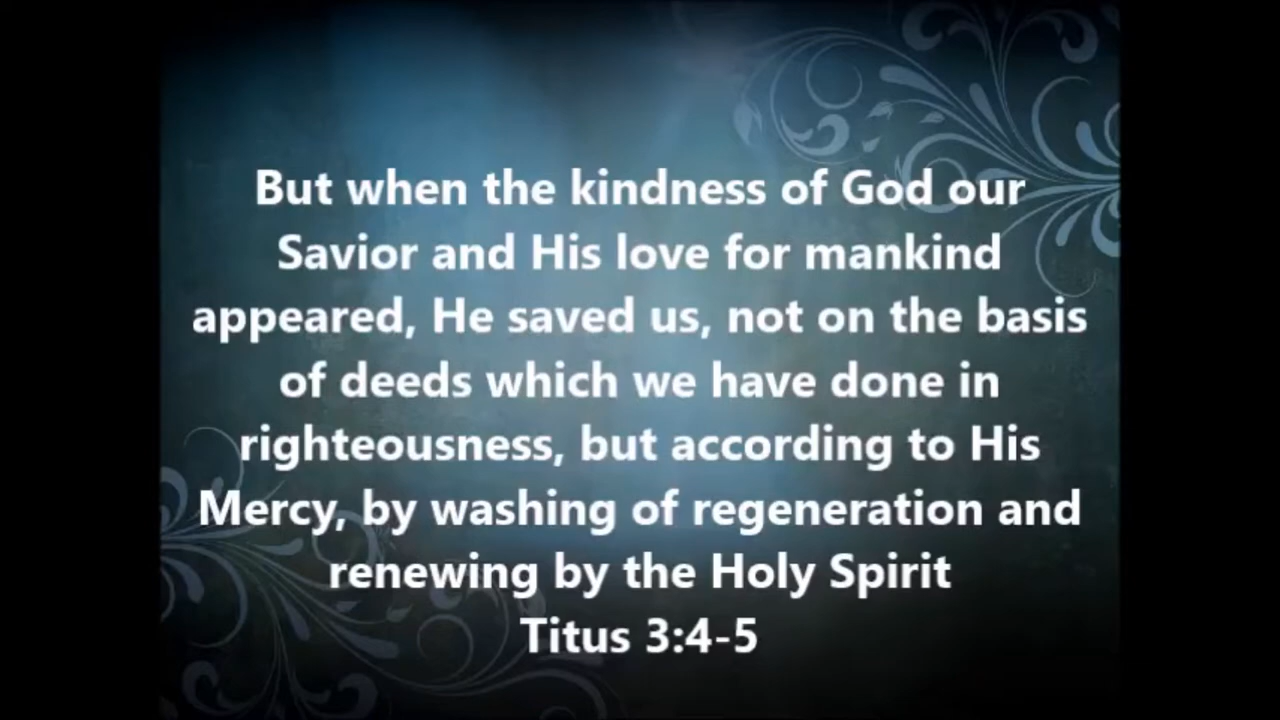 But when the kindness of God our
Savior and His love for mankind
appeared, He saved us, not on the basis
of deeds which we have done in
righteousness, but according to His
Mercy, by washing of regeneration and
renewing by the Holy Spirit
Titus 3:4-5